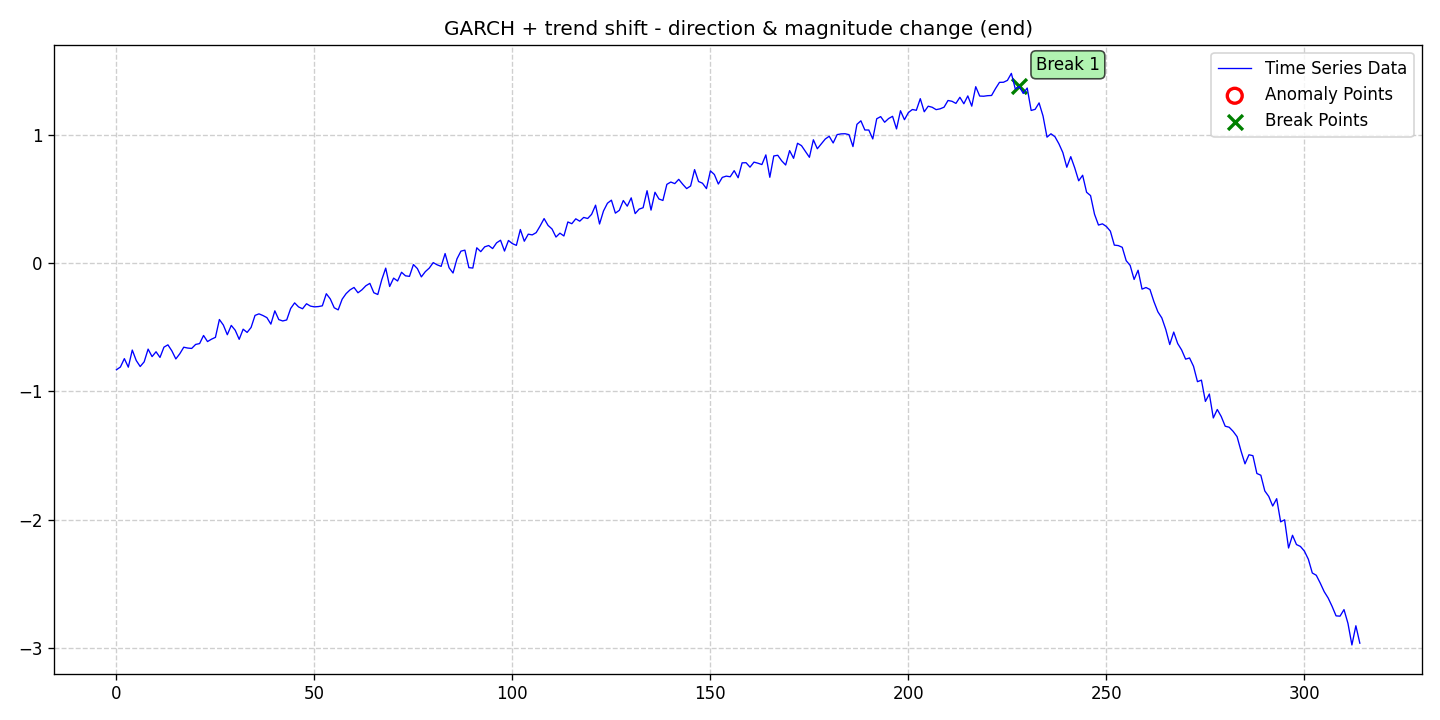 GARCH + trend shift - direction & magnitude change (end)
Break 1
Time Series Data
Anomaly Points
Break Points
1
0
−1
−2
−3
0 50 100 150 200 250 300